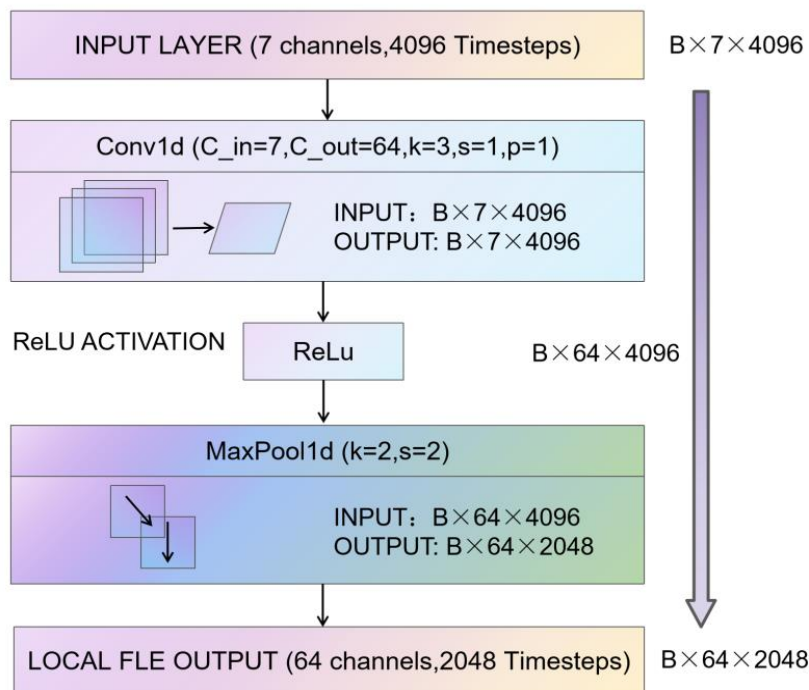 INPUT LAYER (7 channels,4096 Timesteps)
B×7×4096
Conv1d (C_in=7,C_out=64,k=3,s=1,p=1)
INPUT: B×7×4096
OUTPUT: B×7×4096
ReLU ACTIVATION
ReLu
B×64×4096
MaxPool1d (k=2,s=2)
INPUT: B×64×4096
OUTPUT: B×64×2048
LOCAL FLE OUTPUT (64 channels,2048 Timesteps)
B×64×2048